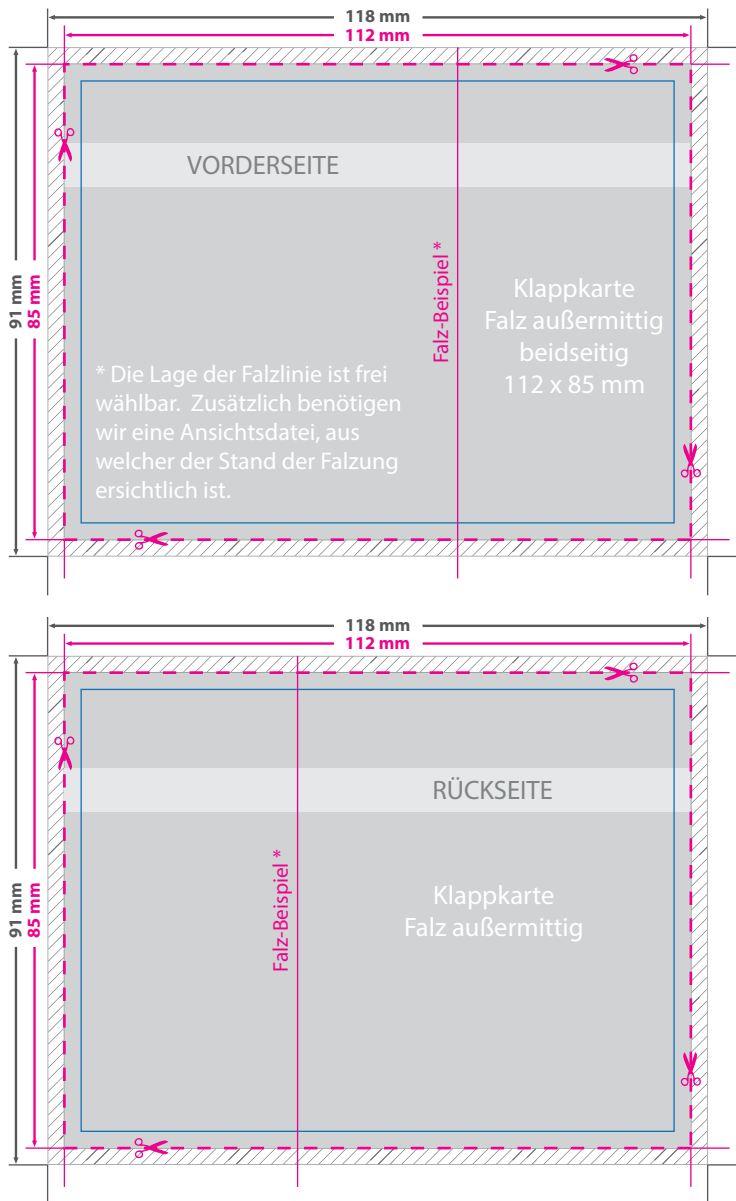 118 mm
112 mm
91 mm
85 mm
VORDERSEITE
Falz-Beispiel *
Klappkarte
Falz außermittig
beidseitig
112 x 85 mm
* Die Lage der Falzlinie ist frei
wählbar.  Zusätzlich benötigen
wir eine Ansichtsdatei, aus
welcher der Stand der Falzung
ersichtlich ist.
118 mm
112 mm
91 mm
85 mm
RÜCKSEITE
Falz-Beispiel *
Klappkarte
Falz außermittig